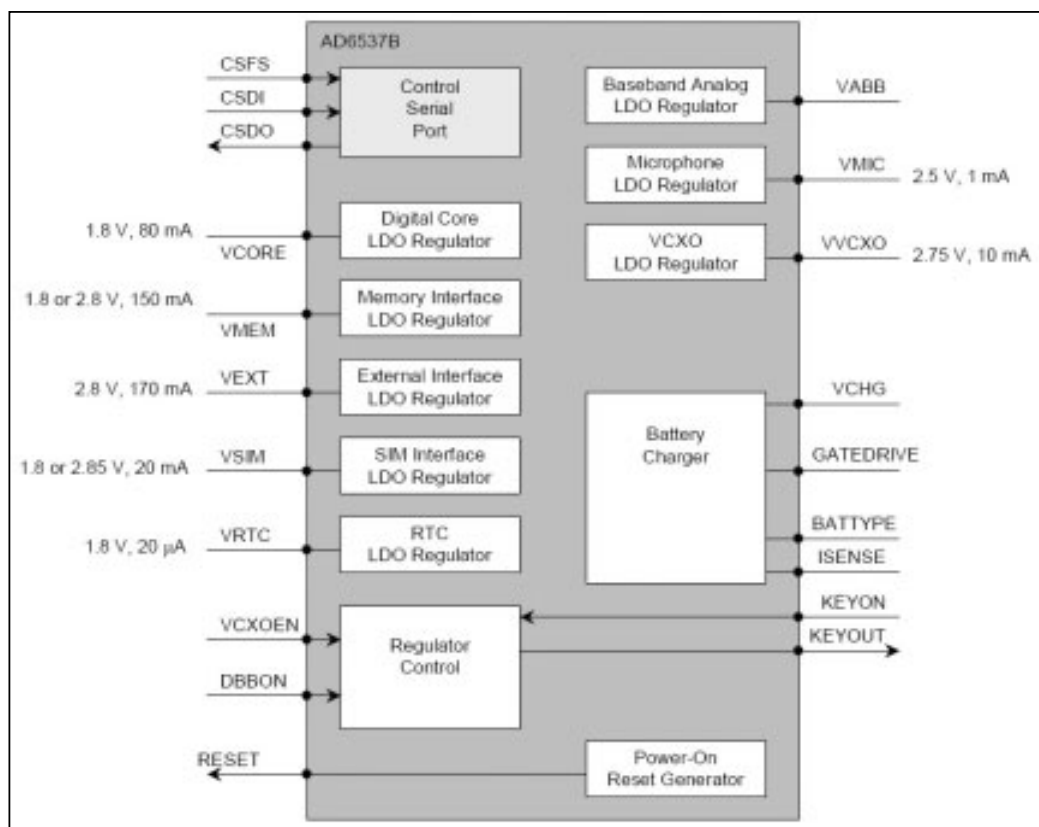 AD6537B
CSFS
CSDI
CSDO
Control
Serial
Port
1.8 V, 80 mA
VCORE
Digital Core
LDO Regulator
1.8 or 2.8 V, 150 mA
VMEM
Memory Interface
LDO Regulator
2.8 V, 170 mA
VEXT
External Interface
LDO Regulator
1.8 or 2.85 V, 20 mA
VSIM
SIM Interface
LDO Regulator
1.8 V, 20 µA
VRTC
RTC
LDO Regulator
VCXOEN
DBBON
Regulator
Control
RESET
Baseband Analog
LDO Regulator
VABB
Microphone
LDO Regulator
VMIC
2.5 V, 1 mA
VCXO
LDO Regulator
VVCXO
2.75 V, 10 mA
Battery
Charger
VCHG
GATEDRIVE
BATTYPE
ISENSE
KEYON
KEYOUT
Power-On
Reset Generator